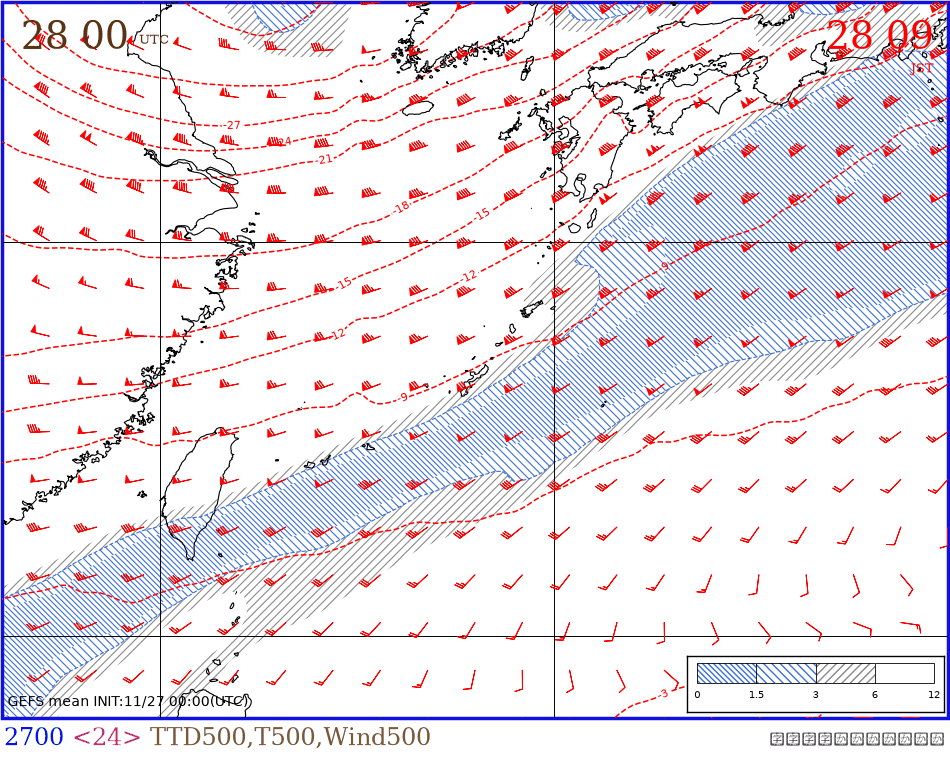 28 00 UTC
28 09
JST
-27
-24
-21
-18
-15
-12
-9
-15
-12
-9
-3
GEFS mean INIT:11/27 00:00(UTC)
0 1.5 3 6 12
2700 <24> TTD500,T500,Wind500